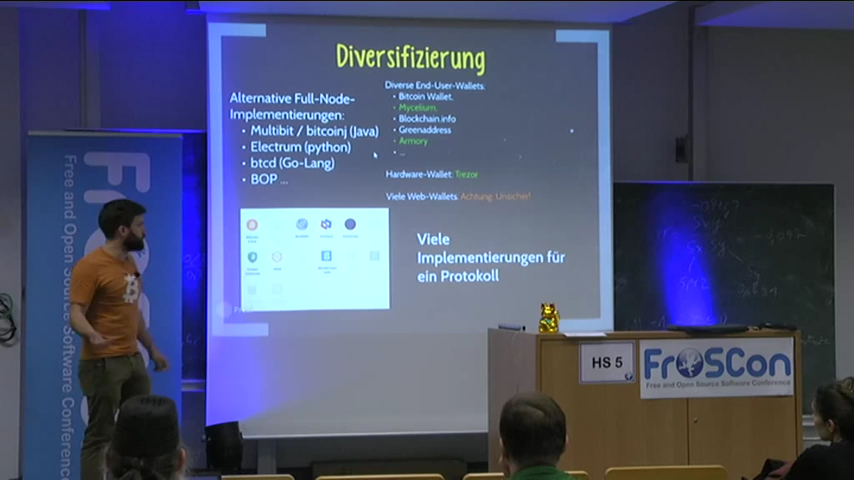 Diversifizierung
Alternative Full-Node-
Implementierungen:
• Multibit / bitcoinj (Java)
• Electrum (python)
• btcd (Go-Lang)
• BOP ...
Diverse End-User-Wallets:
• Bitcoin Wallet,
• Mycelium,
• Blockchain.info
• Greenaddress
• Armory
• ...
Hardware-Wallet: Trezor
Viele Web-Wallets: Achtung: Unsicher!
Viele
Implementierungen für
ein Protokoll
Free and Open Source Software Conference
HS 5
FrOSCon
Free and Open Source Software Conference